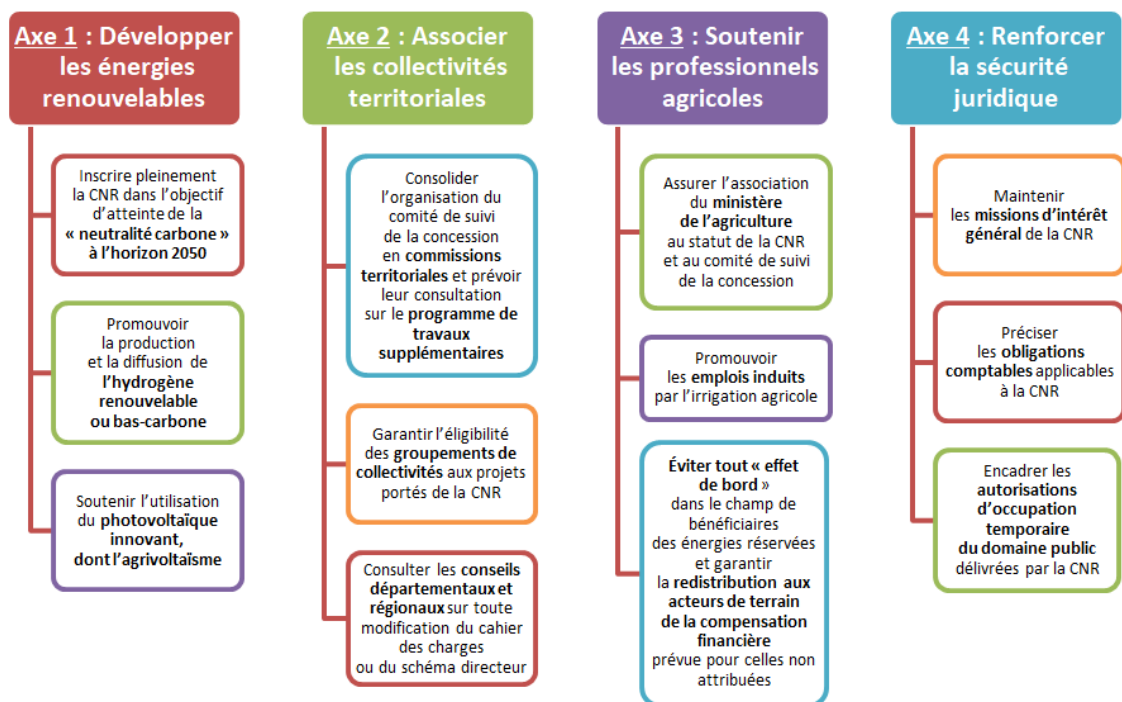 Axe 1 : Développer
les énergies
renouvelables
Inscrire pleinement
la CNR dans l’objectif
d’atteinte de la
« neutralité carbone »
à l’horizon 2050
Promouvoir
la production
et la diffusion de
l’hydrogène
renouvelable
ou bas-carbone
Soutenir l’utilisation
du photovoltaïque
innovant,
dont l’agrivoltaïsme
Axe 2 : Associer
les collectivités
territoriales
Consolider
l’organisation du
comité de suivi
de la concession
en commissions
territoriales et prévoir
leur consultation
sur le programme de
travaux
supplémentaires
Garantir l’éligibilité
des groupements de
collectivités aux projets
portés de la CNR
Consulter les conseils
départementaux et
régionaux sur toute
modification du cahier
des charges
ou du schéma directeur
Axe 3 : Soutenir
les professionnels
agricoles
Assurer l’association
du ministère
de l’agriculture
au statut de la CNR
et au comité de suivi
de la concession
Promouvoir
les emplois induits
par l’irrigation agricole
Éviter tout « effet
de bord »
dans le champ de
bénéficiaires
des énergies réservées
et garantir
la redistribution aux
acteurs de terrain
de la compensation
financière
prévue pour celles non
attribuées
Axe 4 : Renforcer
la sécurité
juridique
Maintenir
les missions d’intérêt
général de la CNR
Préciser
les obligations
comptables applicables
à la CNR
Encadrer les
autorisations
d’occupation
temporaire
du domaine public
délivrées par la CNR